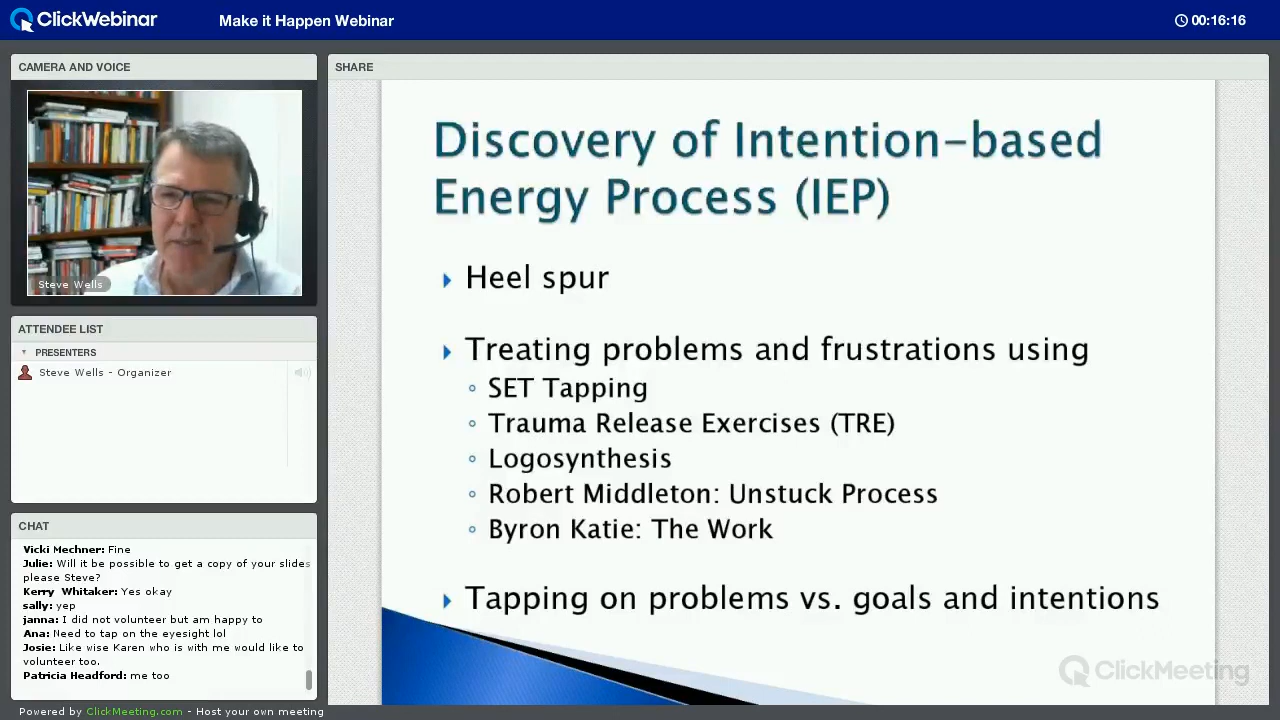 ClickWebinar
Make it Happen Webinar
00:16:16
CAMERA AND VOICE
Steve Wells
ATTENDEE LIST
PRESENTERS
Steve Wells - Organizer
CHAT
Vicki Mechner: Fine
Julie: Will it be possible to get a copy of your slides
please Steve?
Kerry Whitaker: Yes okay
sally: yep
janna: I did not volunteer but am happy to
Ana: Need to tap on the eyesight lol
Josie: Like wise Karen who is with me would like to
volunteer too..
Patricia Headford: me too
Powered by ClickMeeting.com - Host your own meeting
SHARE
Discovery of Intention-based
Energy Process (IEP)
Heel spur
Treating problems and frustrations using
SET Tapping
Trauma Release Exercises (TRE)
Logosynthesis
Robert Middleton: Unstuck Process
Byron Katie: The Work
Tapping on problems vs. goals and intentions
ClickMeeting